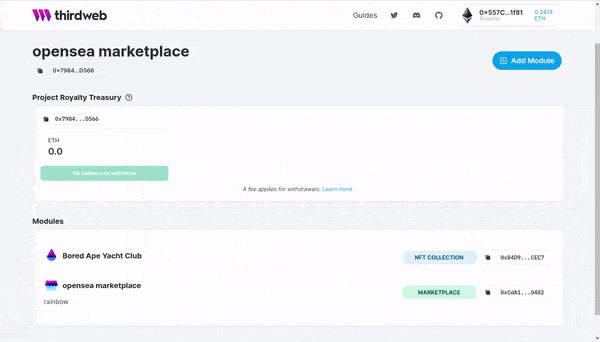 thirdweb
Guides
0x557C...1f81
0.3474
ETH
opensea marketplace
0x7984...D566
Add Module
Project Royalty Treasury
0x7984...D566
ETH
0.0
No balance to withdraw
A fee applies for withdrawals. Learn more.
Modules
Bored Ape Yacht Club
NFT COLLECTION
0xB4D9...CEC7
opensea marketplace
MARKETPLACE
0xCdA1...0402
rainbow